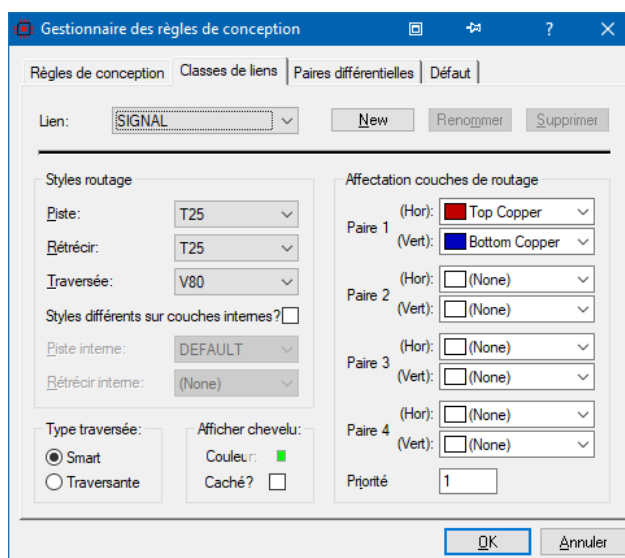 Gestionnaire des règles de conception ?
Règles de conception Classes de liens Paires différentielles Défaut
Lien: SIGNAL New Renommer Supprimer
Styles routage
Piste: T25
Rétrécir: T25
Traversée: V80
Styles différents sur couches internes?
Piste interne: DEFAULT
Rétrécir interne: (None)
Type traversée:
Smart
Traversante
Afficher chevelu:
Couleur:
Caché?
Affectation couches de routage
Paire 1
(Hor): Top Copper
(Vert): Bottom Copper
Paire 2
(Hor): (None)
(Vert): (None)
Paire 3
(Hor): (None)
(Vert): (None)
Paire 4
(Hor): (None)
(Vert): (None)
Priorité 1
OK Annuler